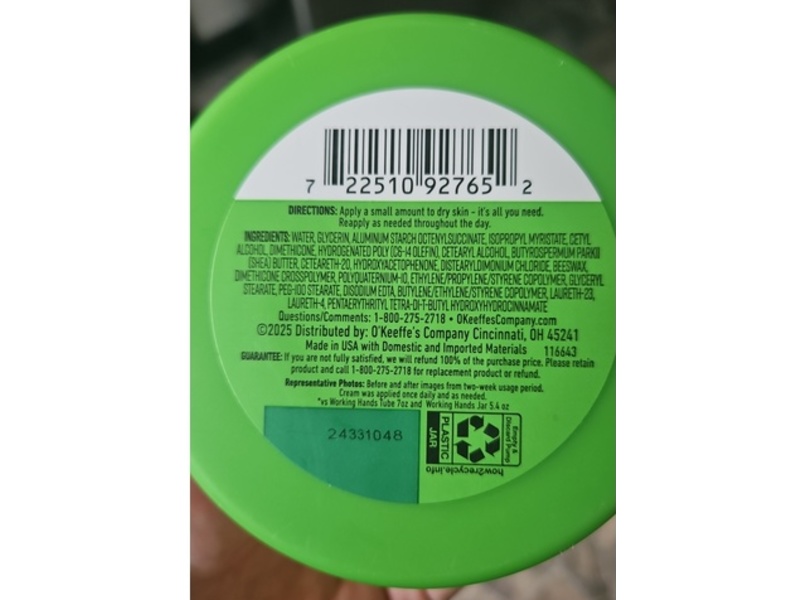 7 22510 92765 2
DIRECTIONS: Apply a small amount to dry skin – it's all you need.
Reapply as needed throughout the day.
INGREDIENTS: WATER, GLYCERIN, ALUMINUM STARCH OCTENYLSUCCINATE, ISOPROPYL MYRISTATE, CETYL
ALCOHOL, DIMETHICONE, HYDROGENATED POLY (C6-14 OLEFIN), CETEARYL ALCOHOL, BUTYROSPERMUM PARKII
(SHEA) BUTTER, CETEARETH-20, HYDROXYACETOPHENONE, DISTEARYLDIMONIUM CHLORIDE, BEESWAX,
DIMETHICONE CROSSPOLYMER, POLYQUATERNIUM-10, ETHYLENE/PROPYLENE/STYRENE COPOLYMER, GLYCERYL
STEARATE, PEG-100 STEARATE, DISODIUM EDTA, BUTYLENE/ETHYLENE/STYRENE COPOLYMER, LAURETH-23,
LAURETH-4, PENTAERYTHRITYL TETRA-DI-T-BUTYL HYDROXYHYDROCINNAMATE
Questions/Comments: 1-800-275-2718 • OKeeffesCompany.com
©2025 Distributed by: O'Keeffe's Company Cincinnati, OH 45241
Made in USA with Domestic and Imported Materials 116643
GUARANTEE: If you are not fully satisfied, we will refund 100% of the purchase price. Please retain
product and call 1-800-275-2718 for replacement product or refund.
Representative Photos: Before and after images from two-week usage period.
Cream was applied once daily and as needed.
*vs Working Hands Tube 7oz and Working Hands Jar 5.4 oz
24331048
Empty &
Discard Pump
PLASTIC
JAR
how2recycle.info